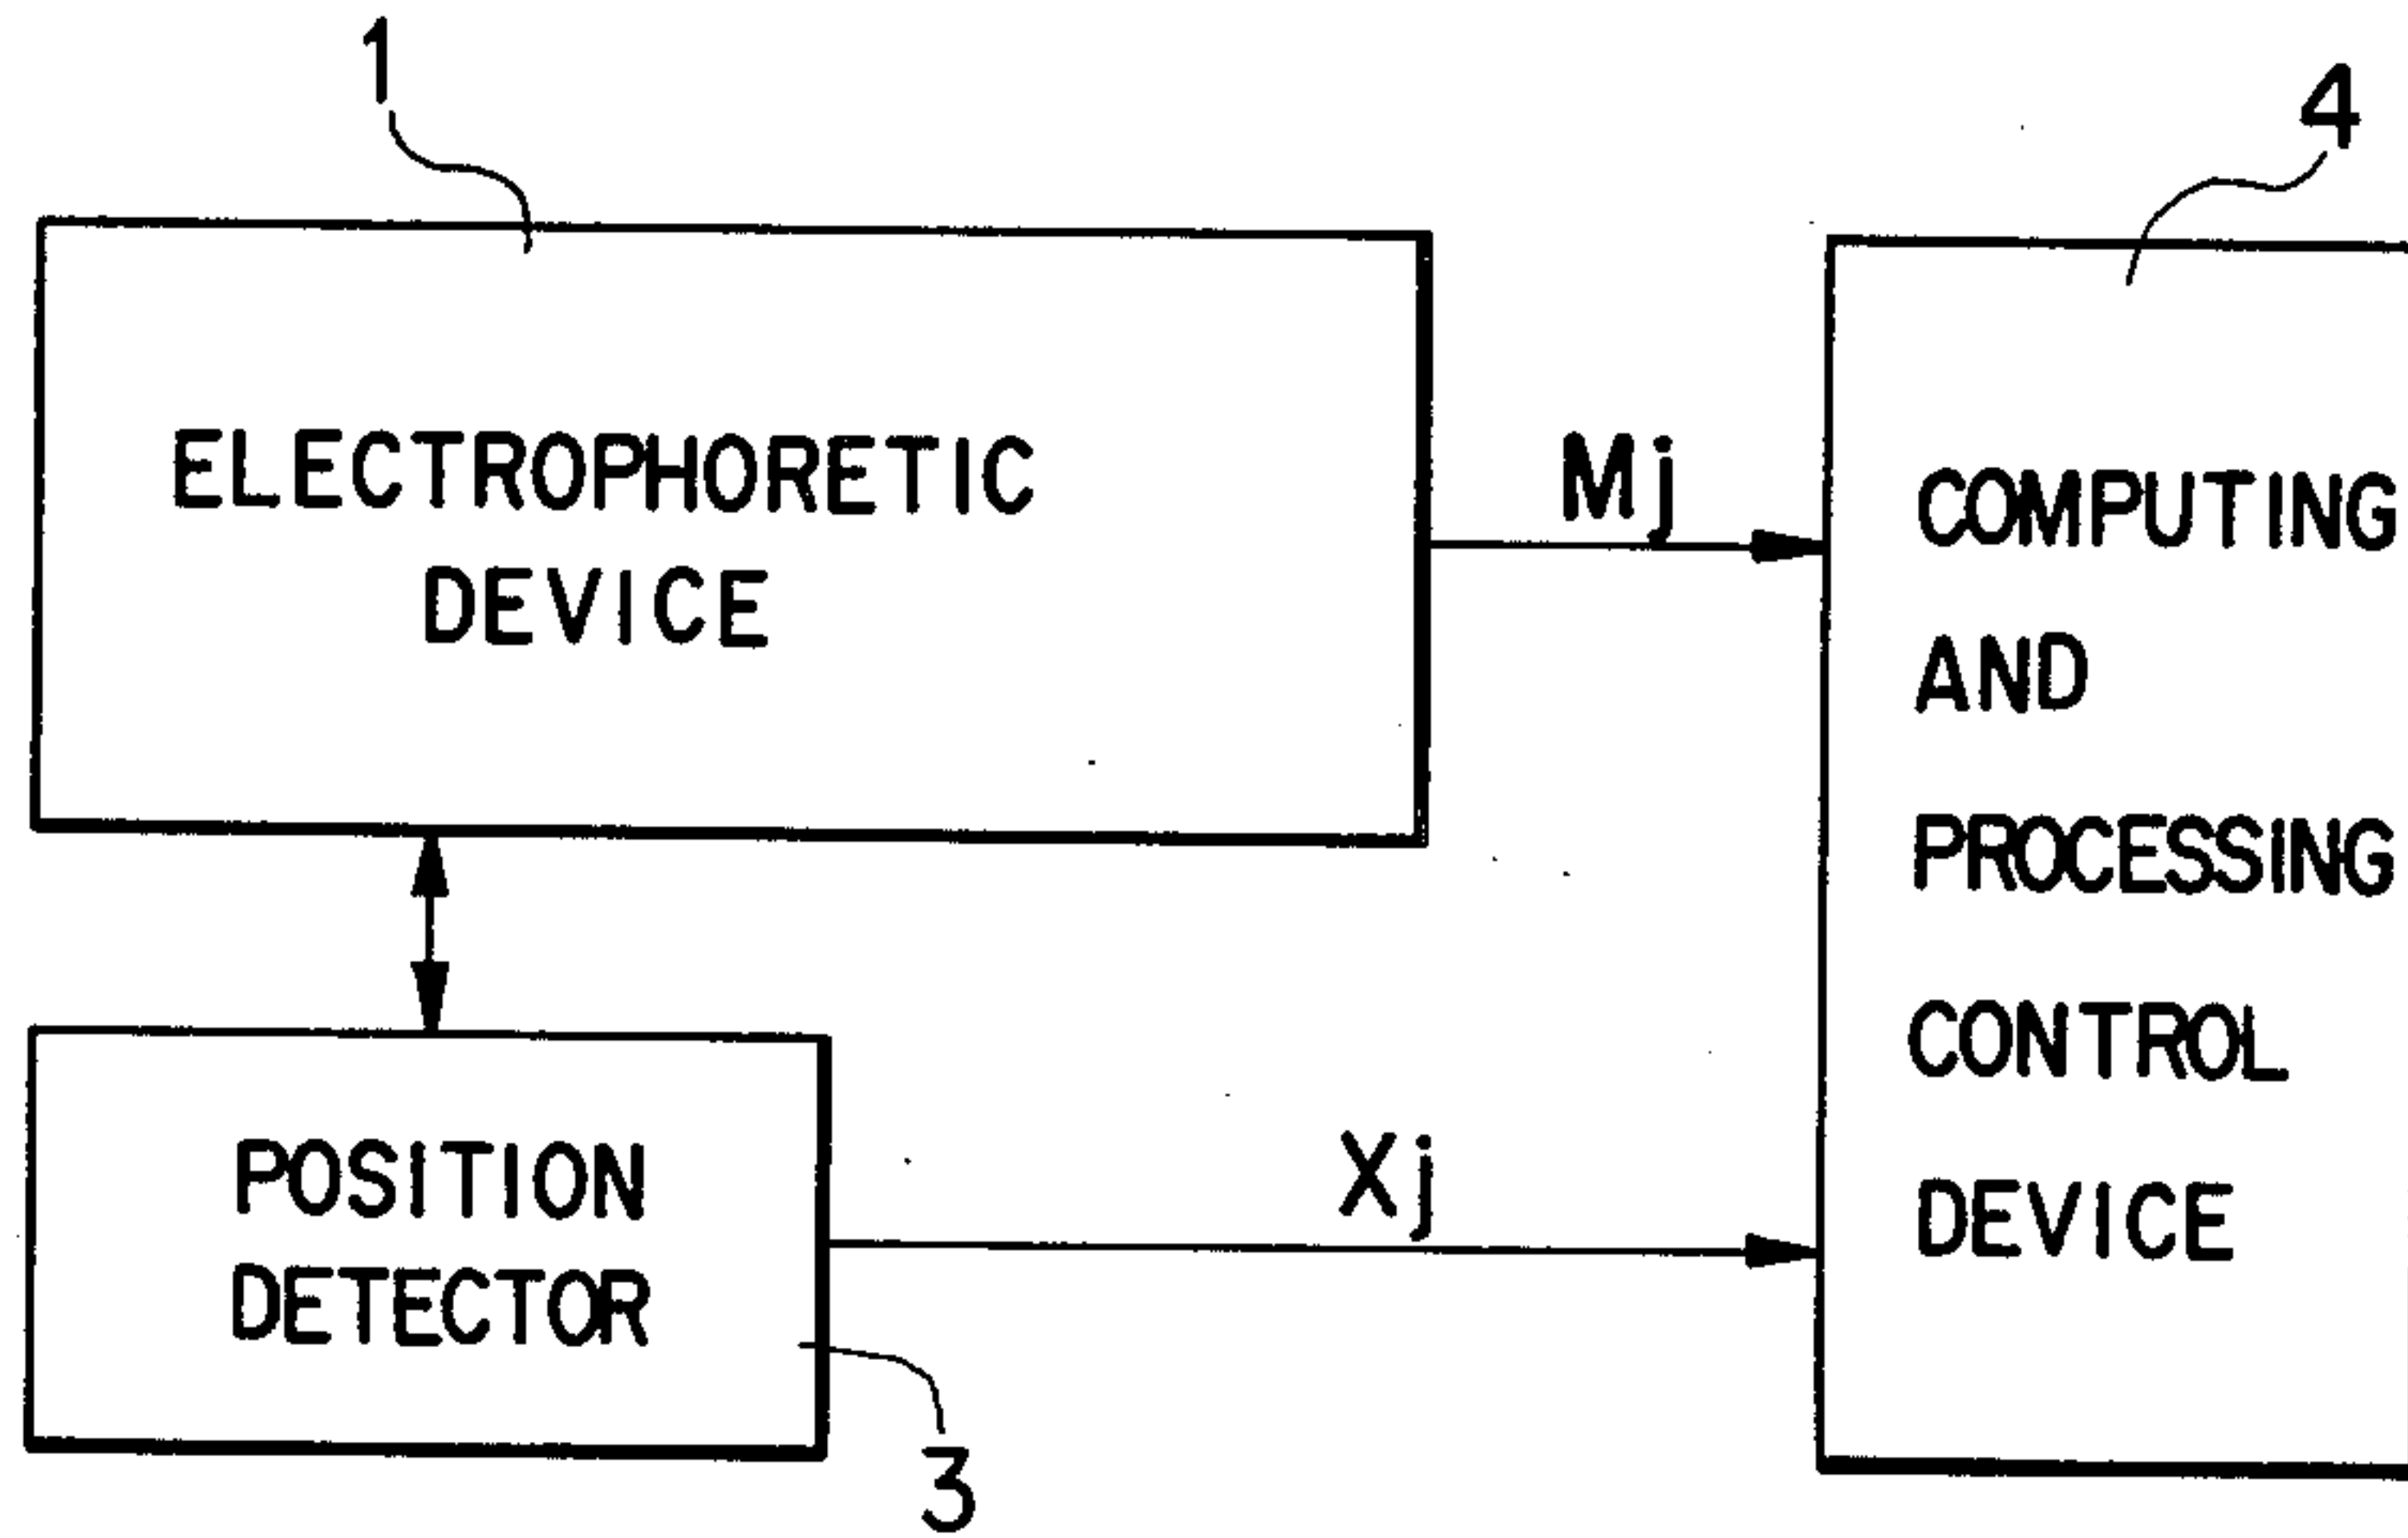 1
4
ELECTROPHORETIC
DEVICE
Mj
COMPUTING
AND
PROCESSING
CONTROL
DEVICE
POSITION
DETECTOR
Xj
3